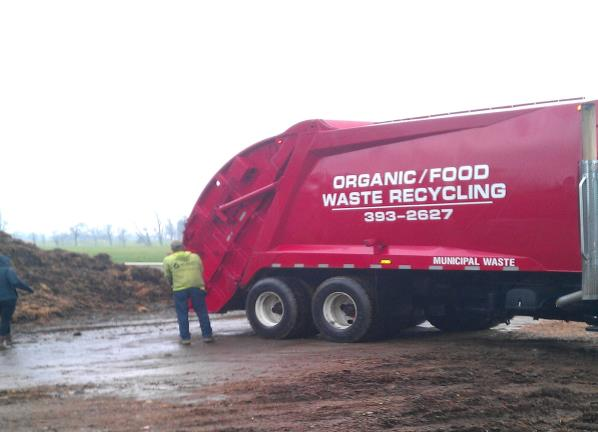 ORGANIC/FOOD
WASTE RECYCLING
393-2627
MUNICIPAL WASTE